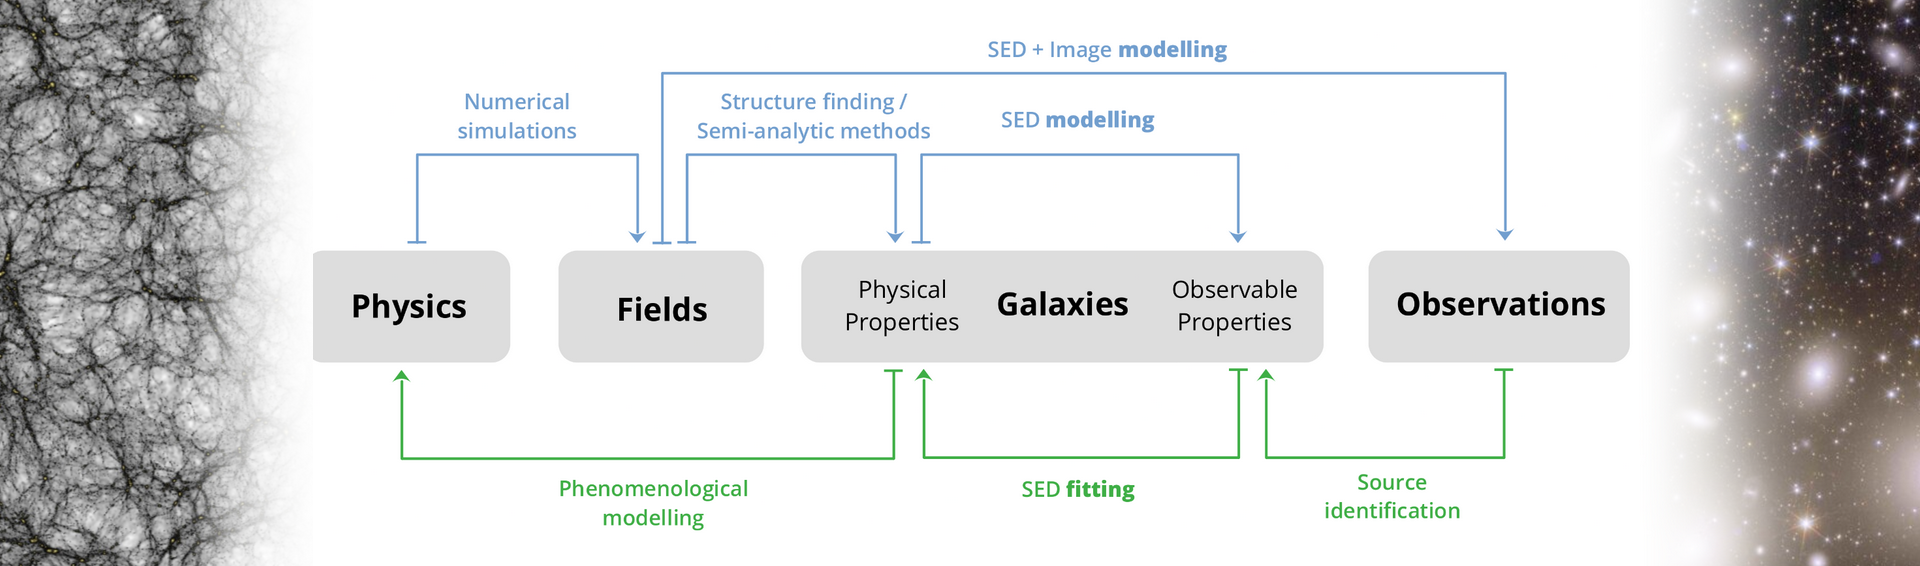 SED + Image modelling
Numerical
simulations
Structure finding /
Semi-analytic methods
SED modelling
Physics
Fields
Physical
Properties
Galaxies
Observable
Properties
Observations
Phenomenological
modelling
SED fitting
Source
identification